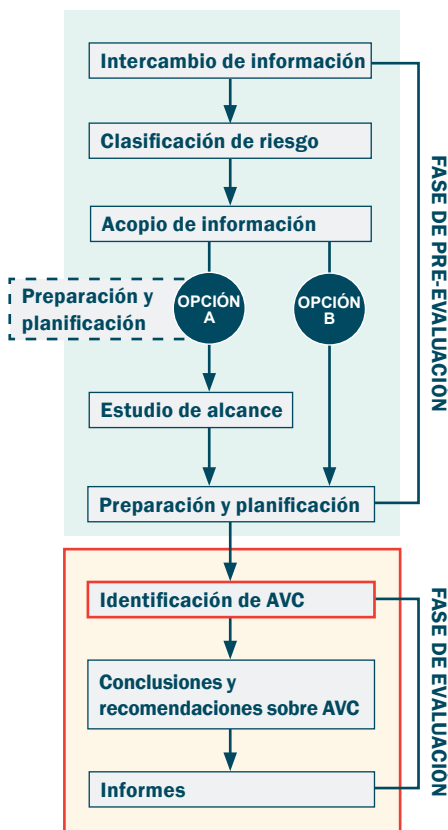 Intercambio de información
Clasificación de riesgo
Acopio de información
Preparación y
planificación
OPCIÓN
A
OPCIÓN
B
Estudio de alcance
Preparación y planificación
FASE DE PRE-EVALUACIÓN
Identificación de AVC
Conclusiones y
recomendaciones sobre AVC
Informes
FASE DE EVALUACIÓN